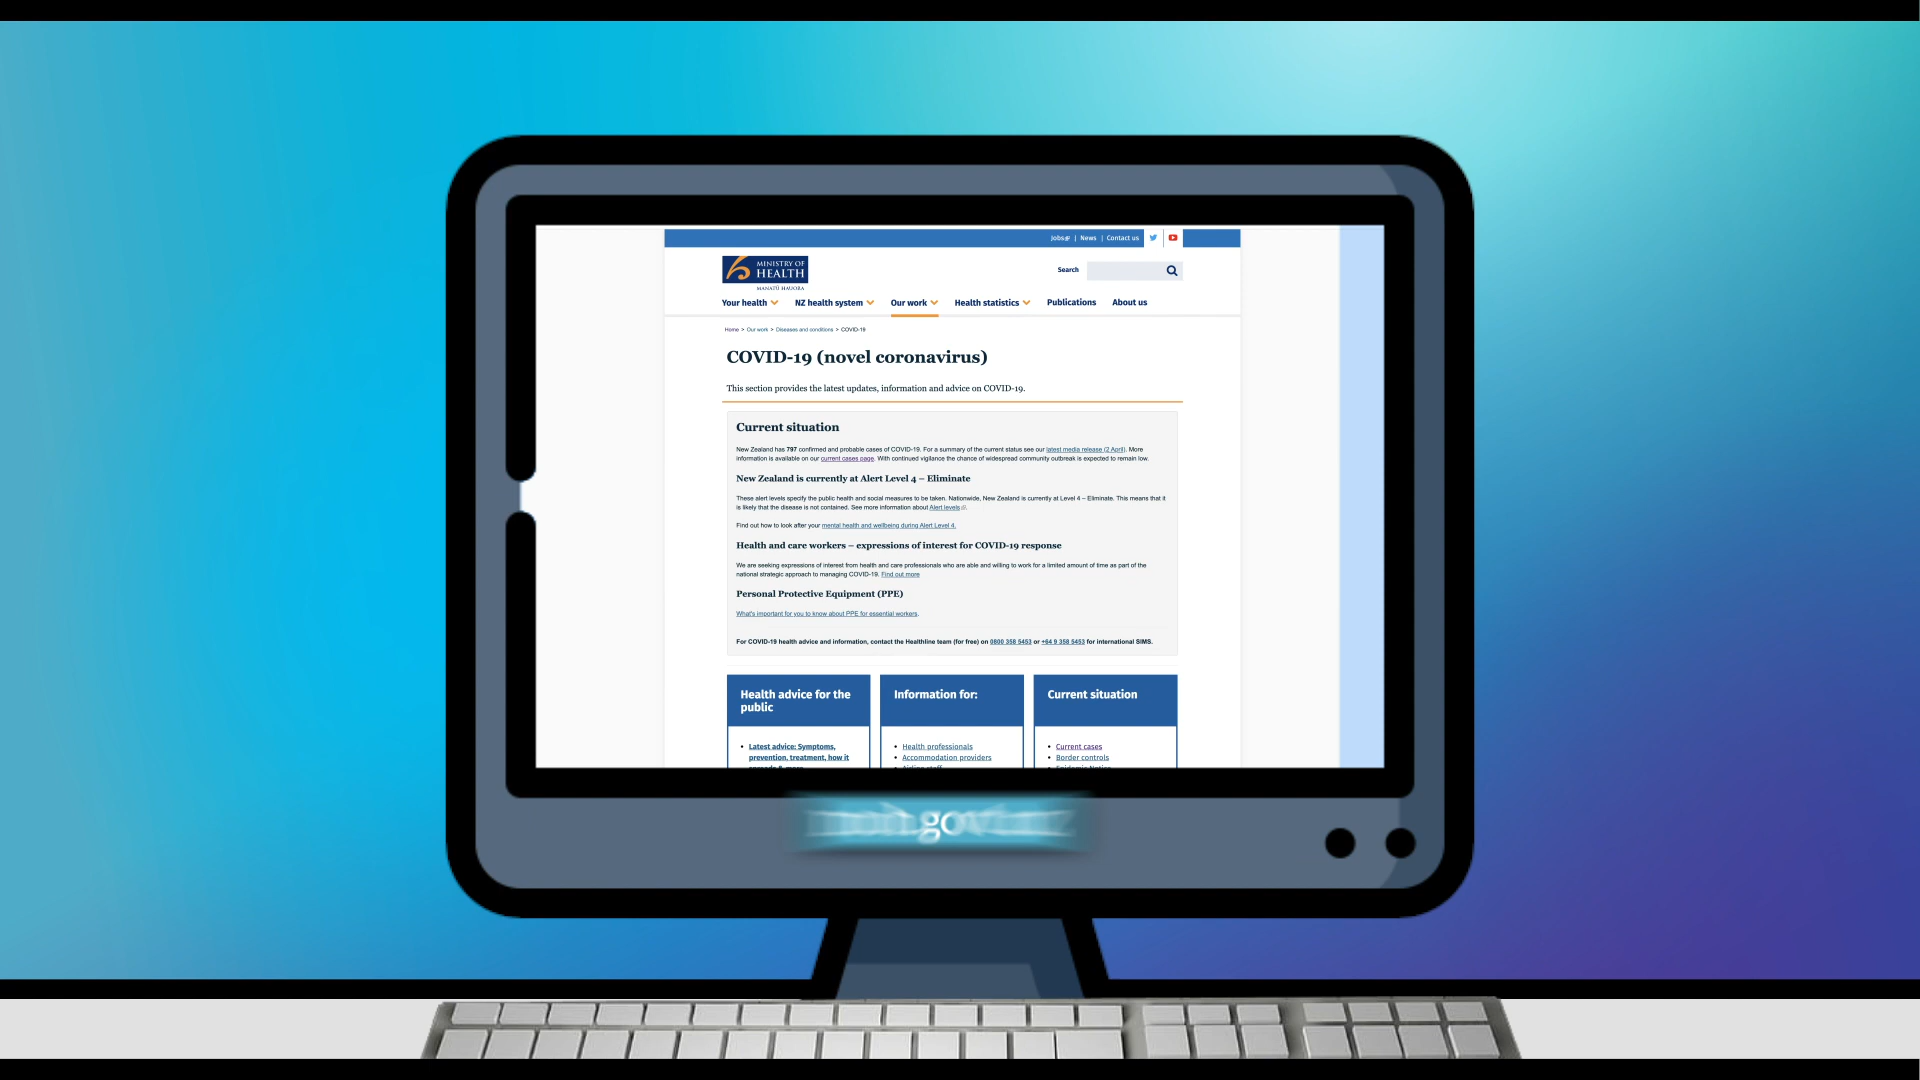 Jobs | News | Contact us
MINISTRY OF
HEALTH
MANATŪ HAUORA
Search
Your health NZ health system Our work Health statistics Publications About us
Home > Our work > Diseases and conditions > COVID-19
COVID-19 (novel coronavirus)
This section provides the latest updates, information and advice on COVID-19.
Current situation
New Zealand has 797 confirmed and probable cases of COVID-19. For a summary of the current status see our latest media release (2 April). More
information is available on our current cases page. With continued vigilance the chance of widespread community outbreak is expected to remain low.
New Zealand is currently at Alert Level 4 – Eliminate
These alert levels specify the public health and social measures to be taken. Nationwide, New Zealand is currently at Level 4 – Eliminate. This means that it
is likely that the disease is not contained. See more information about Alert levels.
Find out how to look after your mental health and wellbeing during Alert Level 4.
Health and care workers – expressions of interest for COVID-19 response
We are seeking expressions of interest from health and care professionals who are able and willing to work for a limited amount of time as part of the
national strategic approach to managing COVID-19. Find out more
Personal Protective Equipment (PPE)
What's important for you to know about PPE for essential workers.
For COVID-19 health advice and information, contact the Healthline team (for free) on 0800 358 5453 or +64 9 358 5453 for international SIMS.
Health advice for the
public
Information for:
Current situation
• Latest advice: Symptoms,
prevention, treatment, how it
• Health professionals
• Accommodation providers
• Current cases
• Border controls